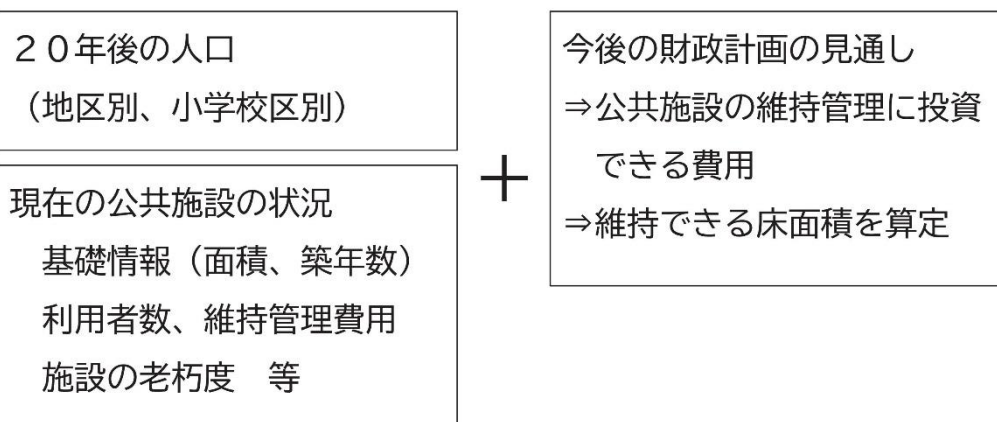 ２０年後の人口
（地区別、小学校区別）
現在の公共施設の状況
基礎情報（面積、築年数）
利用者数、維持管理費用
施設の老朽度　等
＋
今後の財政計画の見通し
⇒公共施設の維持管理に投資
できる費用
⇒維持できる床面積を算定